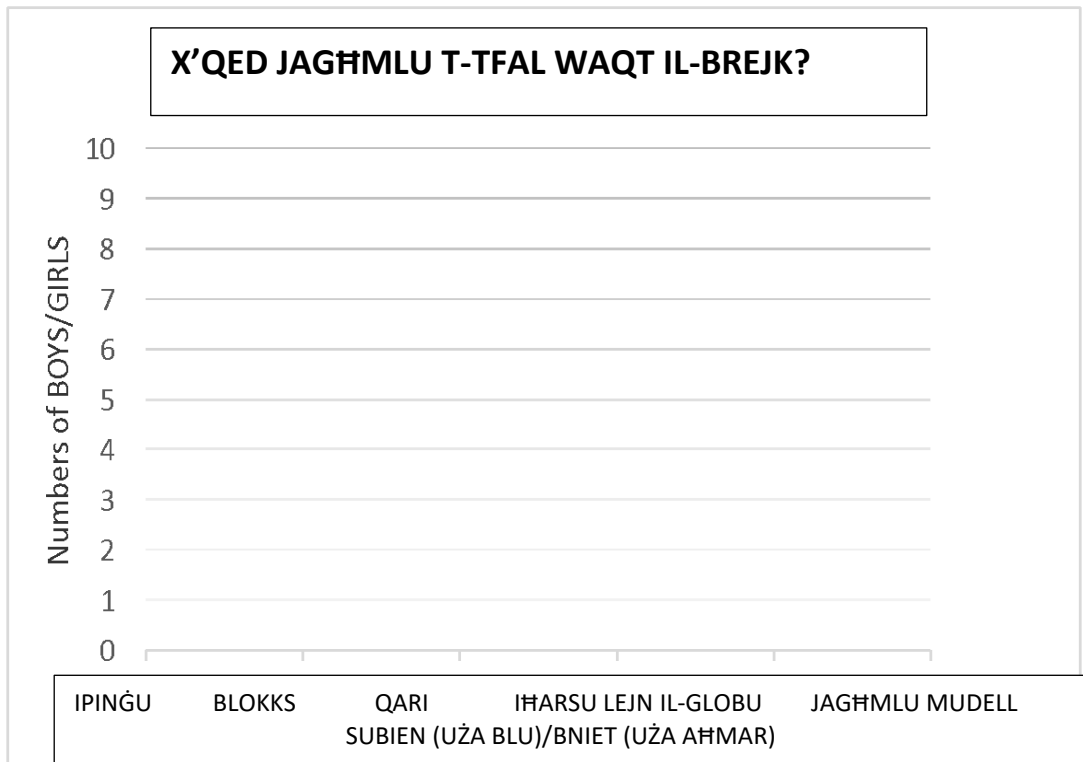 X'QED JAGĦMLU T-TFAL WAQT IL-BREJK?
10
9
8
7
6
5
4
3
2
1
0
Numbers of BOYS/GIRLS
IPINĠU BLOKKS QARI IĦARSU LEJN IL-GLOBU JAGĦMLU MUDELL
SUBIEN (UŻA BLU)/BNIET (UŻA AĦMAR)